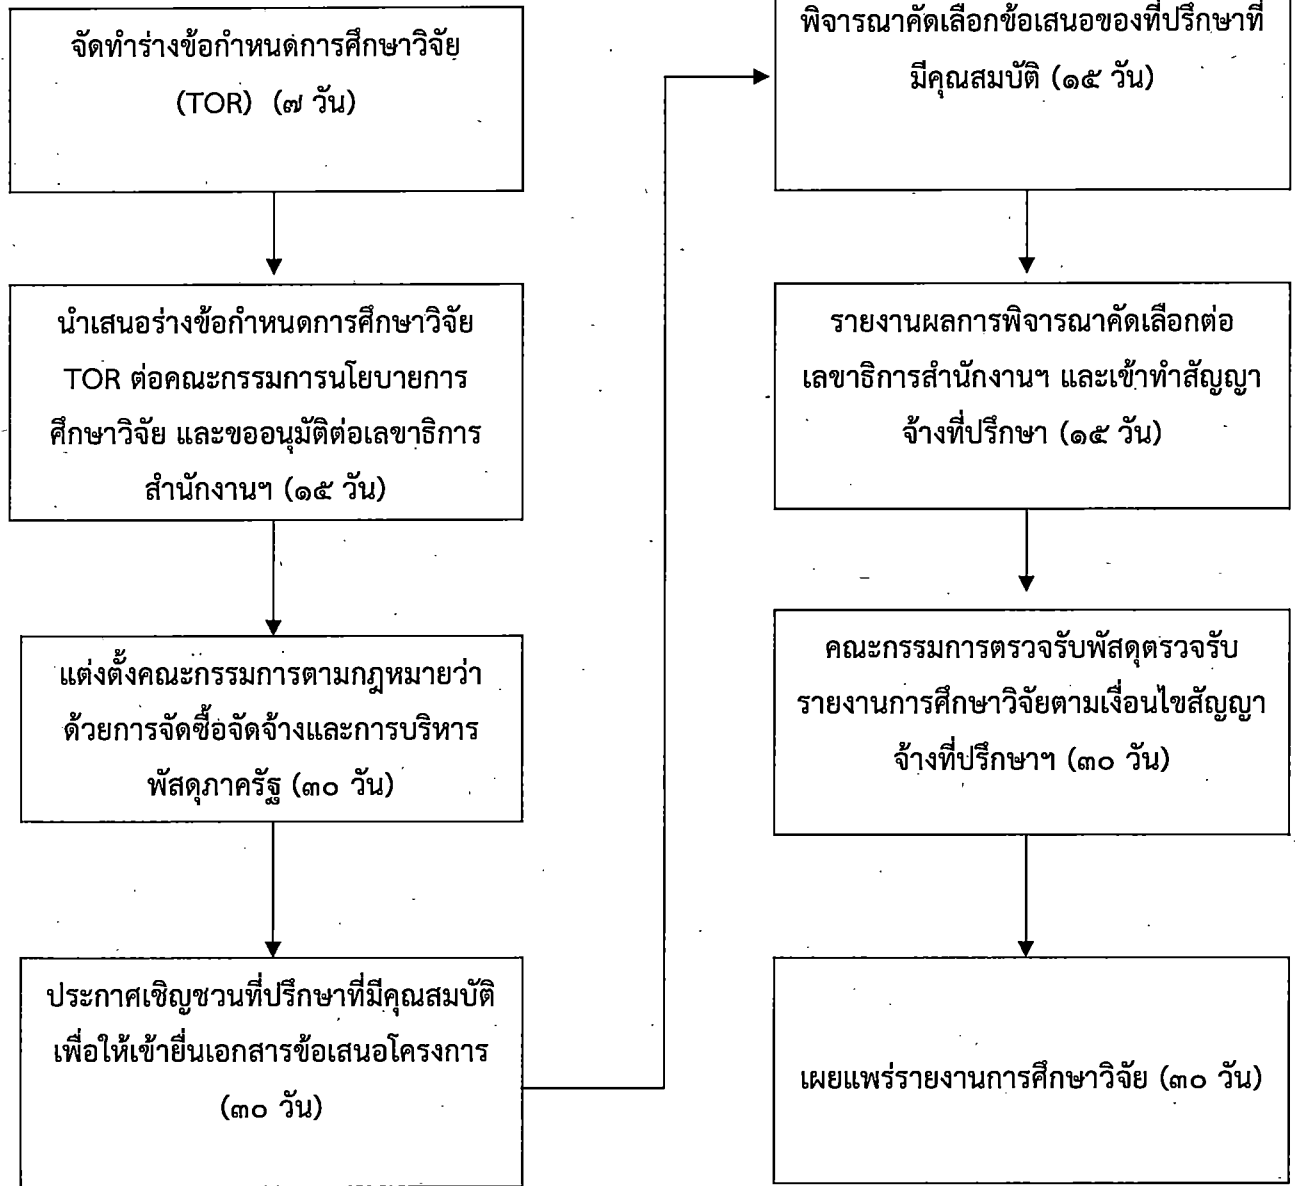 จัดทำร่างข้อกำหนดการศึกษาวิจัย
(TOR) (๗ วัน)
นำเสนอร่างข้อกำหนดการศึกษาวิจัย
TOR ต่อคณะกรรมการนโยบายการ
ศึกษาวิจัย และขออนุมัติต่อเลขาธิการ
สำนักงานฯ (๑๕ วัน)
แต่งตั้งคณะกรรมการตามกฎหมายว่า
ด้วยการจัดซื้อจัดจ้างและการบริหาร
พัสดุภาครัฐ (๓๐ วัน)
ประกาศเชิญชวนที่ปรึกษาที่มีคุณสมบัติ
เพื่อให้เข้ายื่นเอกสารข้อเสนอโครงการ
(๓๐ วัน)
พิจารณาคัดเลือกข้อเสนอของที่ปรึกษาที่
มีคุณสมบัติ (๑๕ วัน)
รายงานผลการพิจารณาคัดเลือกต่อ
เลขาธิการสำนักงานฯ และเข้าทำสัญญา
จ้างที่ปรึกษา (๑๕ วัน)
คณะกรรมการตรวจรับพัสดุตรวจรับ
รายงานการศึกษาวิจัยตามเงื่อนไขสัญญา
จ้างที่ปรึกษาฯ (๓๐ วัน)
เผยแพร่รายงานการศึกษาวิจัย (๓๐ วัน)